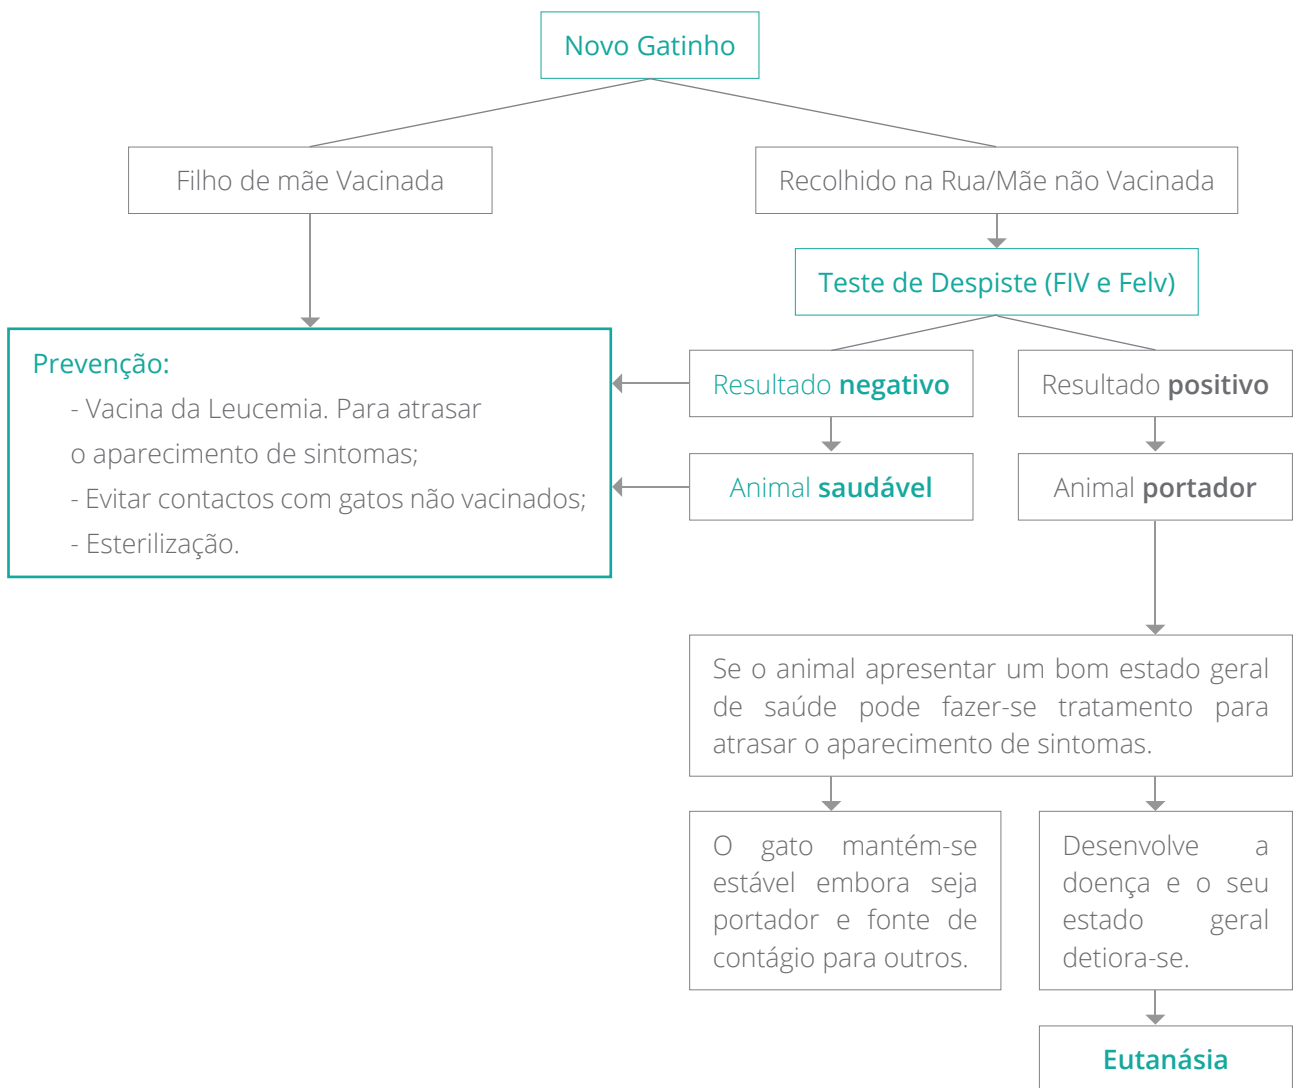 Novo Gatinho
Filho de mãe Vacinada
Recolhido na Rua/Mãe não Vacinada
Teste de Despiste (FIV e Felv)
Prevenção:
- Vacina da Leucemia. Para atrasar
o aparecimento de sintomas;
- Evitar contactos com gatos não vacinados;
- Esterilização.
Resultado negativo
Resultado positivo
Animal saudável
Animal portador
Se o animal apresentar um bom estado geral
de saúde pode fazer-se tratamento para
atrasar o aparecimento de sintomas.
O gato mantém-se
estável embora seja
portador e fonte de
contágio para outros.
Desenvolve a
doença e o seu
estado geral
detiora-se.
Eutanásia